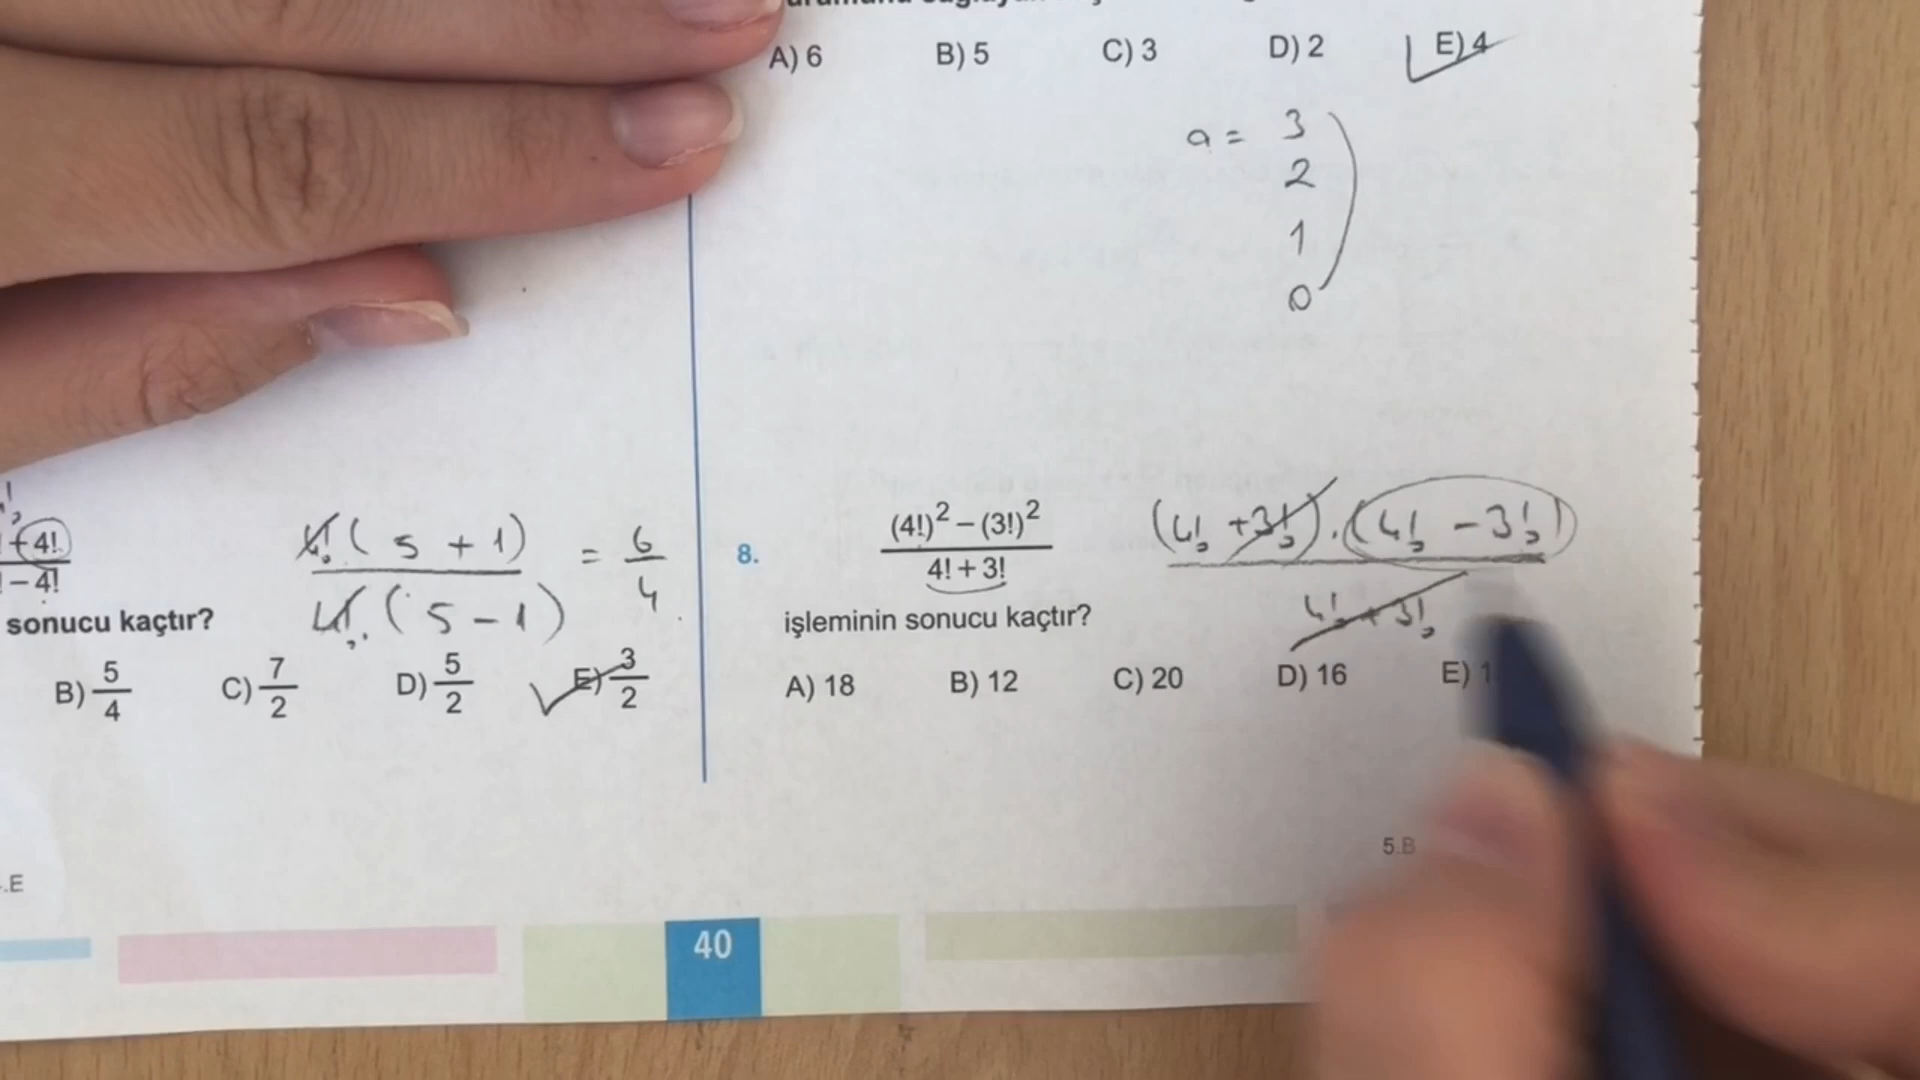 A) 6 B) 5 C) 3 D) 2 E) 4
a = 3
2
1
0
+ 4!
- 4!
sonucu kaçtır?
4! ( 5 + 1 )
4! ( 5 - 1 )
= 6/4
B) 5/4 C) 7/2 D) 5/2 E) 3/2
8. (4!)² – (3!)²
4! + 3!
işleminin sonucu kaçtır?
(4! + 3!) . (4! - 3!)
4! + 3!
A) 18 B) 12 C) 20 D) 16 E)
5.B
.E
40